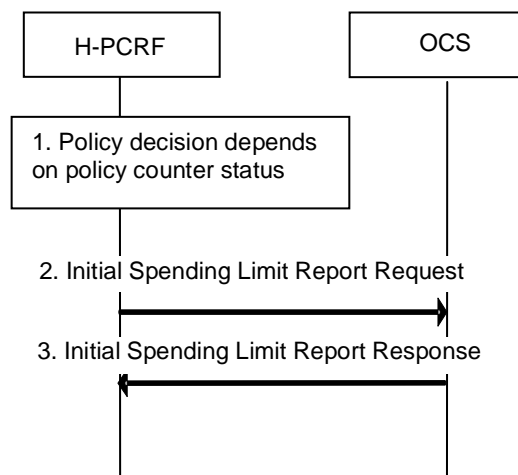 H-PCRF
OCS
1. Policy decision depends
on policy counter status
2. Initial Spending Limit Report Request
3. Initial Spending Limit Report Response